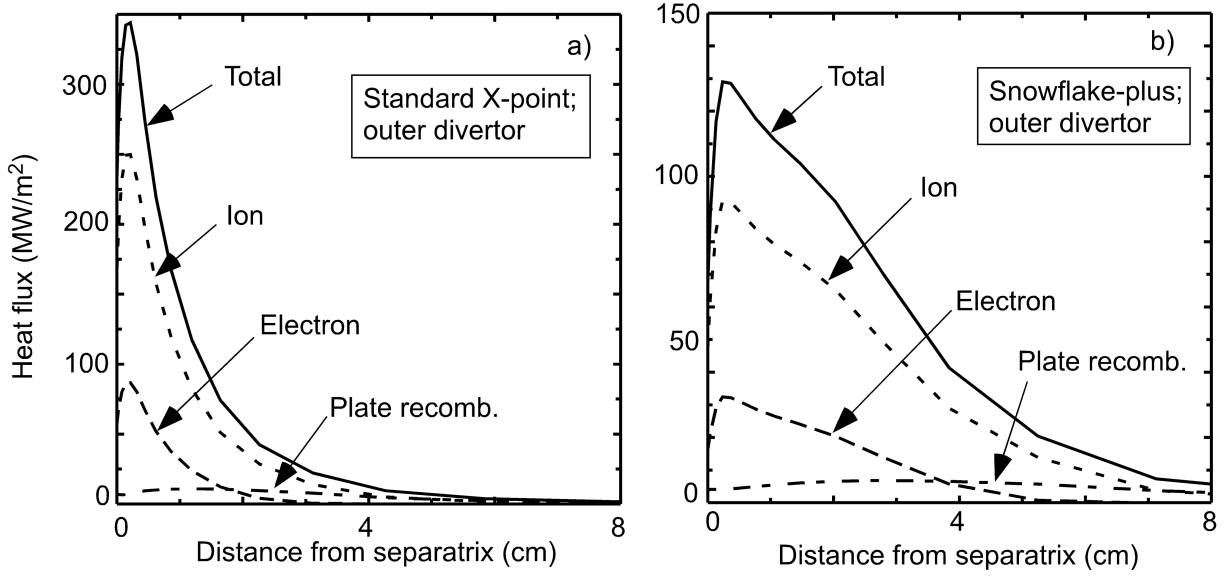 a)
Total
Standard X-point;
outer divertor
Ion
Electron
Plate recomb.
Heat flux (MW/m²)
300
200
100
0
0
4
8
Distance from separatrix (cm)
b)
Total
Snowflake-plus;
outer divertor
Ion
Electron
Plate recomb.
150
100
50
0
0
4
8
Distance from separatrix (cm)